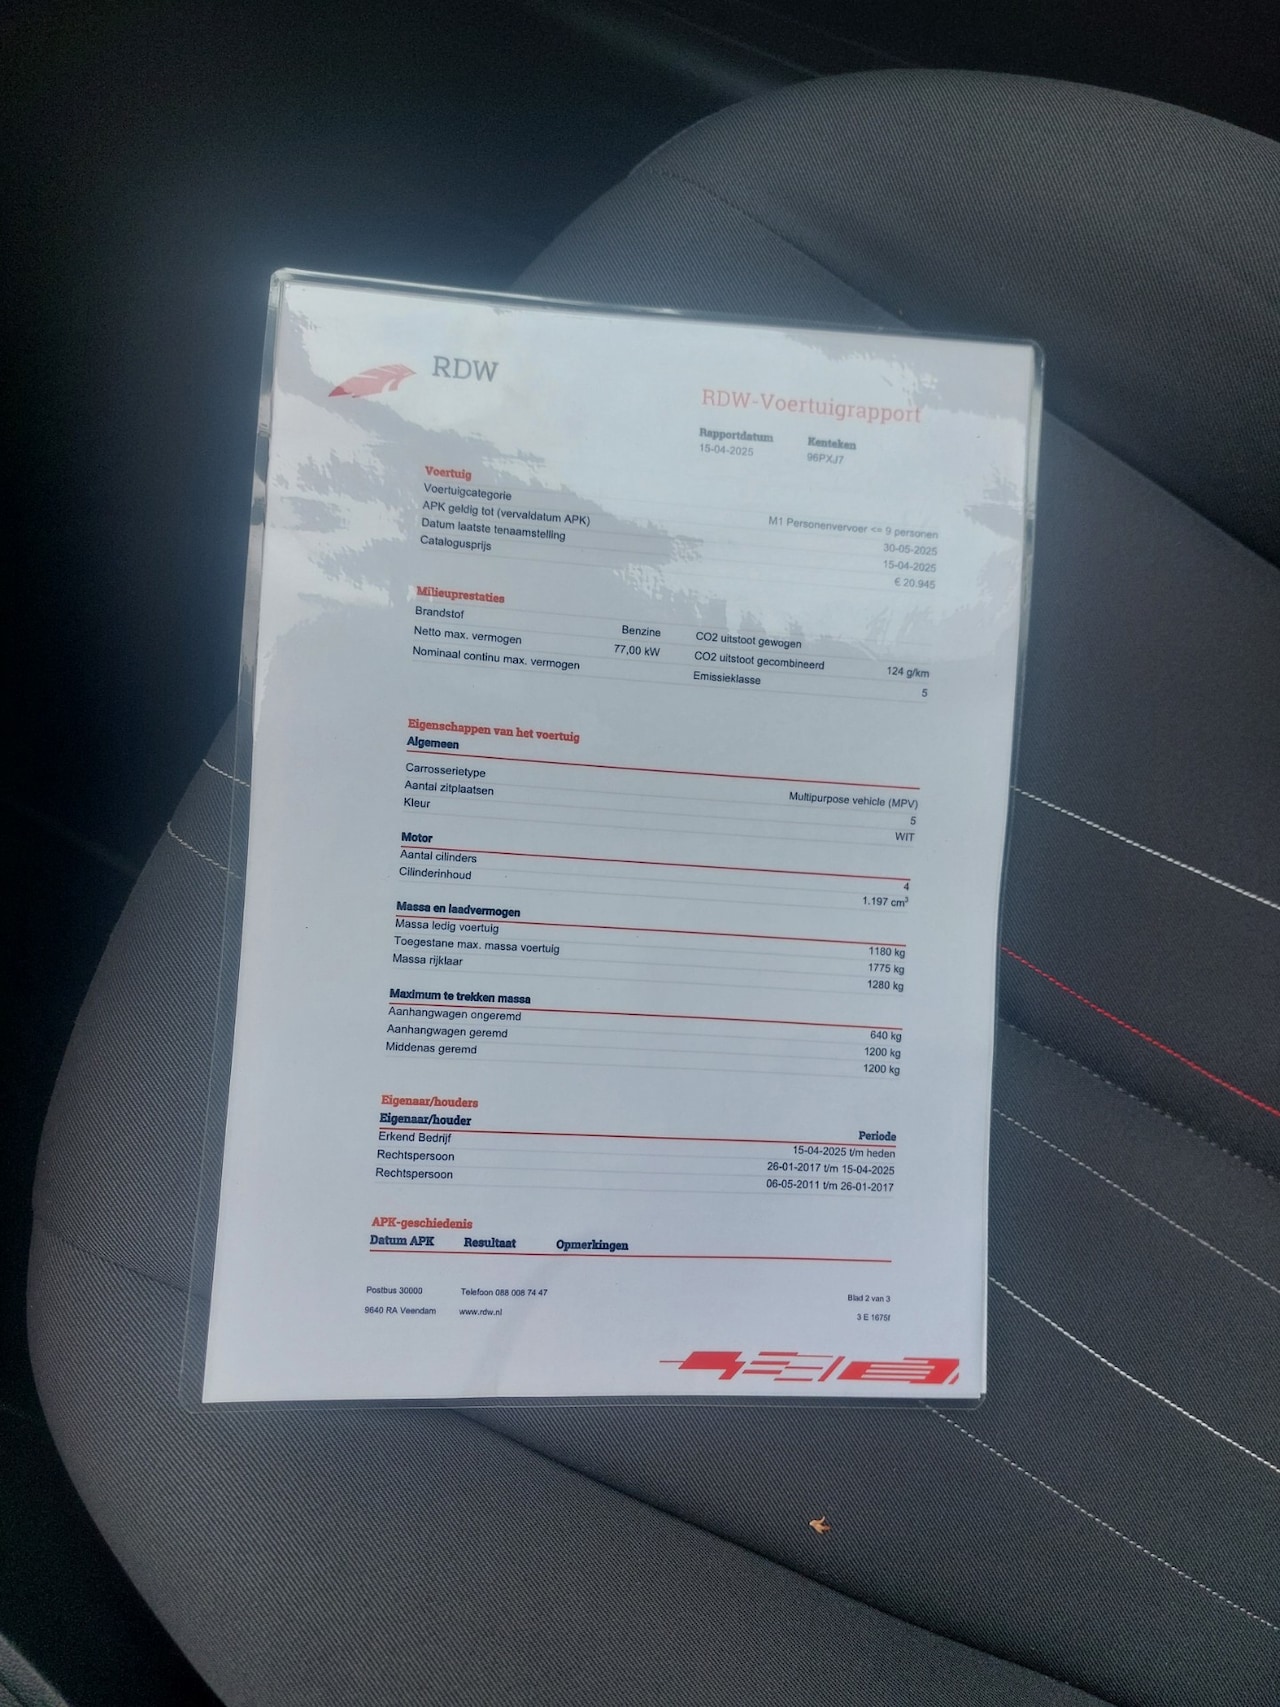 RDW
RDW-Voertuigrapport
Rapportdatum Kenteken
15-04-2025 96PXJ7
Voertuig
Voertuigcategorie M1 Personenvervoer <= 9 personen
APK geldig tot (vervaldatum APK) 30-05-2025
Datum laatste tenaamstelling 15-04-2025
Catalogusprijs € 20.945
Milieuprestaties
Brandstof Benzine CO2 uitstoot gewogen
Netto max. vermogen 77,00 kW CO2 uitstoot gecombineerd 124 g/km
Nominaal continu max. vermogen Emissieklasse 5
Eigenschappen van het voertuig
Algemeen
Carrosserietype Multipurpose vehicle (MPV)
Aantal zitplaatsen 5
Kleur WIT
Motor
Aantal cilinders 4
Cilinderinhoud 1.197 cm³
Massa en laadvermogen
Massa ledig voertuig 1180 kg
Toegestane max. massa voertuig 1775 kg
Massa rijklaar 1280 kg
Maximum te trekken massa
Aanhangwagen ongeremd 640 kg
Aanhangwagen geremd 1200 kg
Middenas geremd 1200 kg
Eigenaar/houders
Eigenaar/houder Periode
Erkend Bedrijf 15-04-2025 t/m heden
Rechtspersoon 26-01-2017 t/m 15-04-2025
Rechtspersoon 06-05-2011 t/m 26-01-2017
APK-geschiedenis
Datum APK Resultaat Opmerkingen
Postbus 30000 Telefoon 088 008 74 47 Blad 2 van 3
9640 RA Veendam www.rdw.nl 3 E 1675f